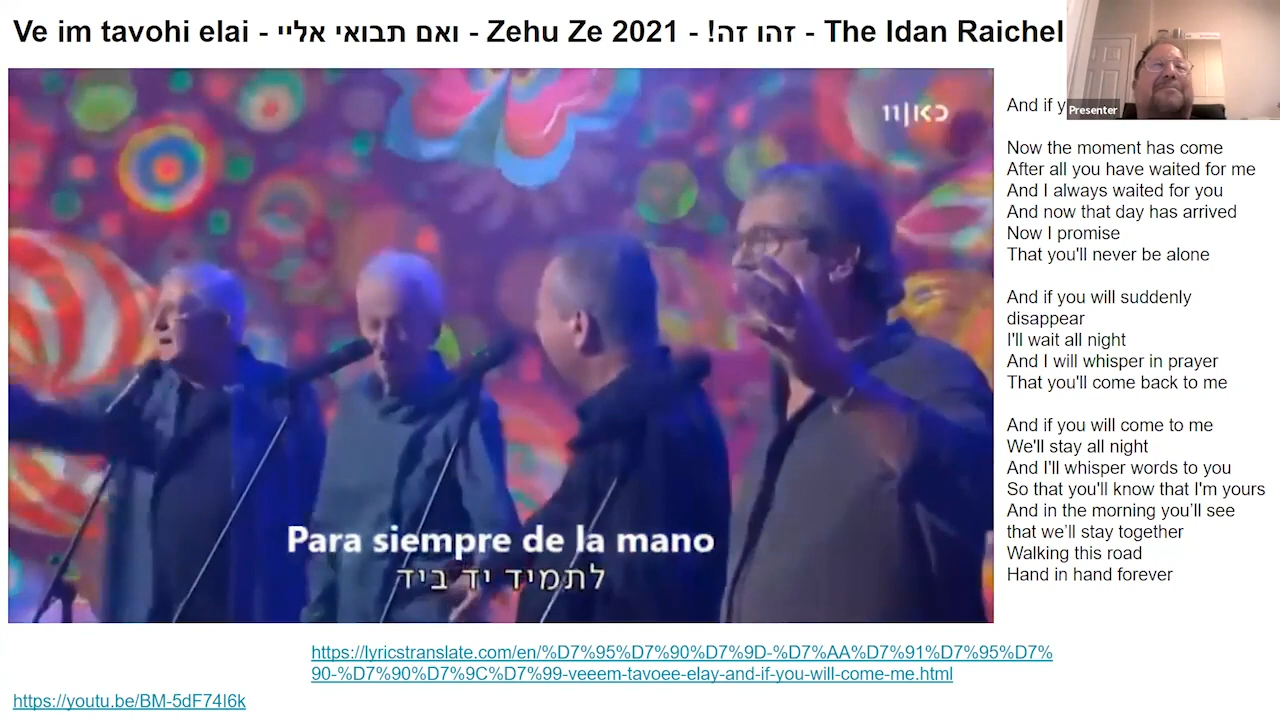 Ve im tavohi elai - ואם תבואי אליי - Zehu Ze 2021 - !זהו זה - The Idan Raichel
כאן|11
Presenter
And if y
Now the moment has come
After all you have waited for me
And I always waited for you
And now that day has arrived
Now I promise
That you'll never be alone
And if you will suddenly
disappear
I'll wait all night
And I will whisper in prayer
That you'll come back to me
And if you will come to me
We'll stay all night
And I'll whisper words to you
So that you'll know that I'm yours
And in the morning you’ll see
that we’ll stay together
Walking this road
Hand in hand forever
Para siempre de la mano
לתמיד יד ביד
https://lyricstranslate.com/en/%D7%95%D7%90%D7%9D-%D7%AA%D7%91%D7%95%D7%
90-%D7%90%D7%9C%D7%99-veeem-tavoee-elay-and-if-you-will-come-me.html
https://youtu.be/BM-5dF74I6k